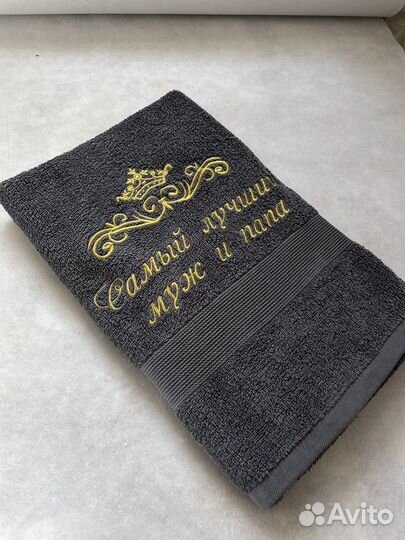 Самый лучший
муж и папа
Avito